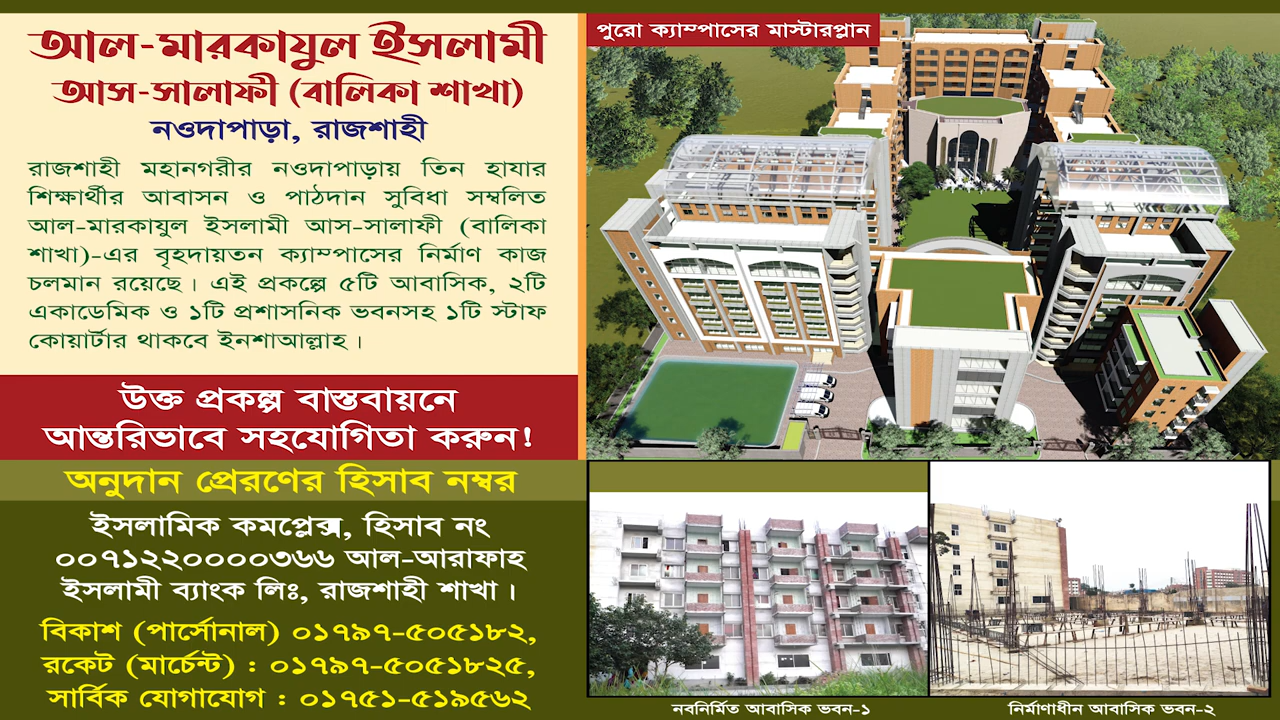 আল-মারকাযুল ইসলামী
আস-সালাফী (বালিকা শাখা)
নওদাপাড়া, রাজশাহী
রাজশাহী মহানগরীর নওদাপাড়ায় তিন হাযার
শিক্ষার্থীর আবাসন ও পাঠদান সুবিধা সম্বলিত
আল-মারকাযুল ইসলামী আস-সালাফী (বালিকা
শাখা)-এর বৃহদায়তন ক্যাম্পাসের নির্মাণ কাজ
চলমান রয়েছে। এই প্রকল্পে ৫টি আবাসিক, ২টি
একাডেমিক ও ১টি প্রশাসনিক ভবনসহ ১টি স্টাফ
কোয়ার্টার থাকবে ইনশাআল্লাহ।
উক্ত প্রকল্প বাস্তবায়নে
আন্তরিভাবে সহযোগিতা করুন!
অনুদান প্রেরণের হিসাব নম্বর
ইসলামিক কমপ্লেক্স, হিসাব নং
০০৭১২২০০০০৩৬৬ আল-আরাফাহ
ইসলামী ব্যাংক লিঃ, রাজশাহী শাখা।
বিকাশ (পার্সোনাল) ০১৭৯৭-৫০৫১৮২,
রকেট (মার্চেন্ট) : ০১৭৯৭-৫০৫১৮২৫,
সার্বিক যোগাযোগ : ০১৭৫১-৫১৯৫৬২
পুরো ক্যাম্পাসের মাস্টারপ্লান
নবনির্মিত আবাসিক ভবন-১
নির্মাণাধীন আবাসিক ভবন-২